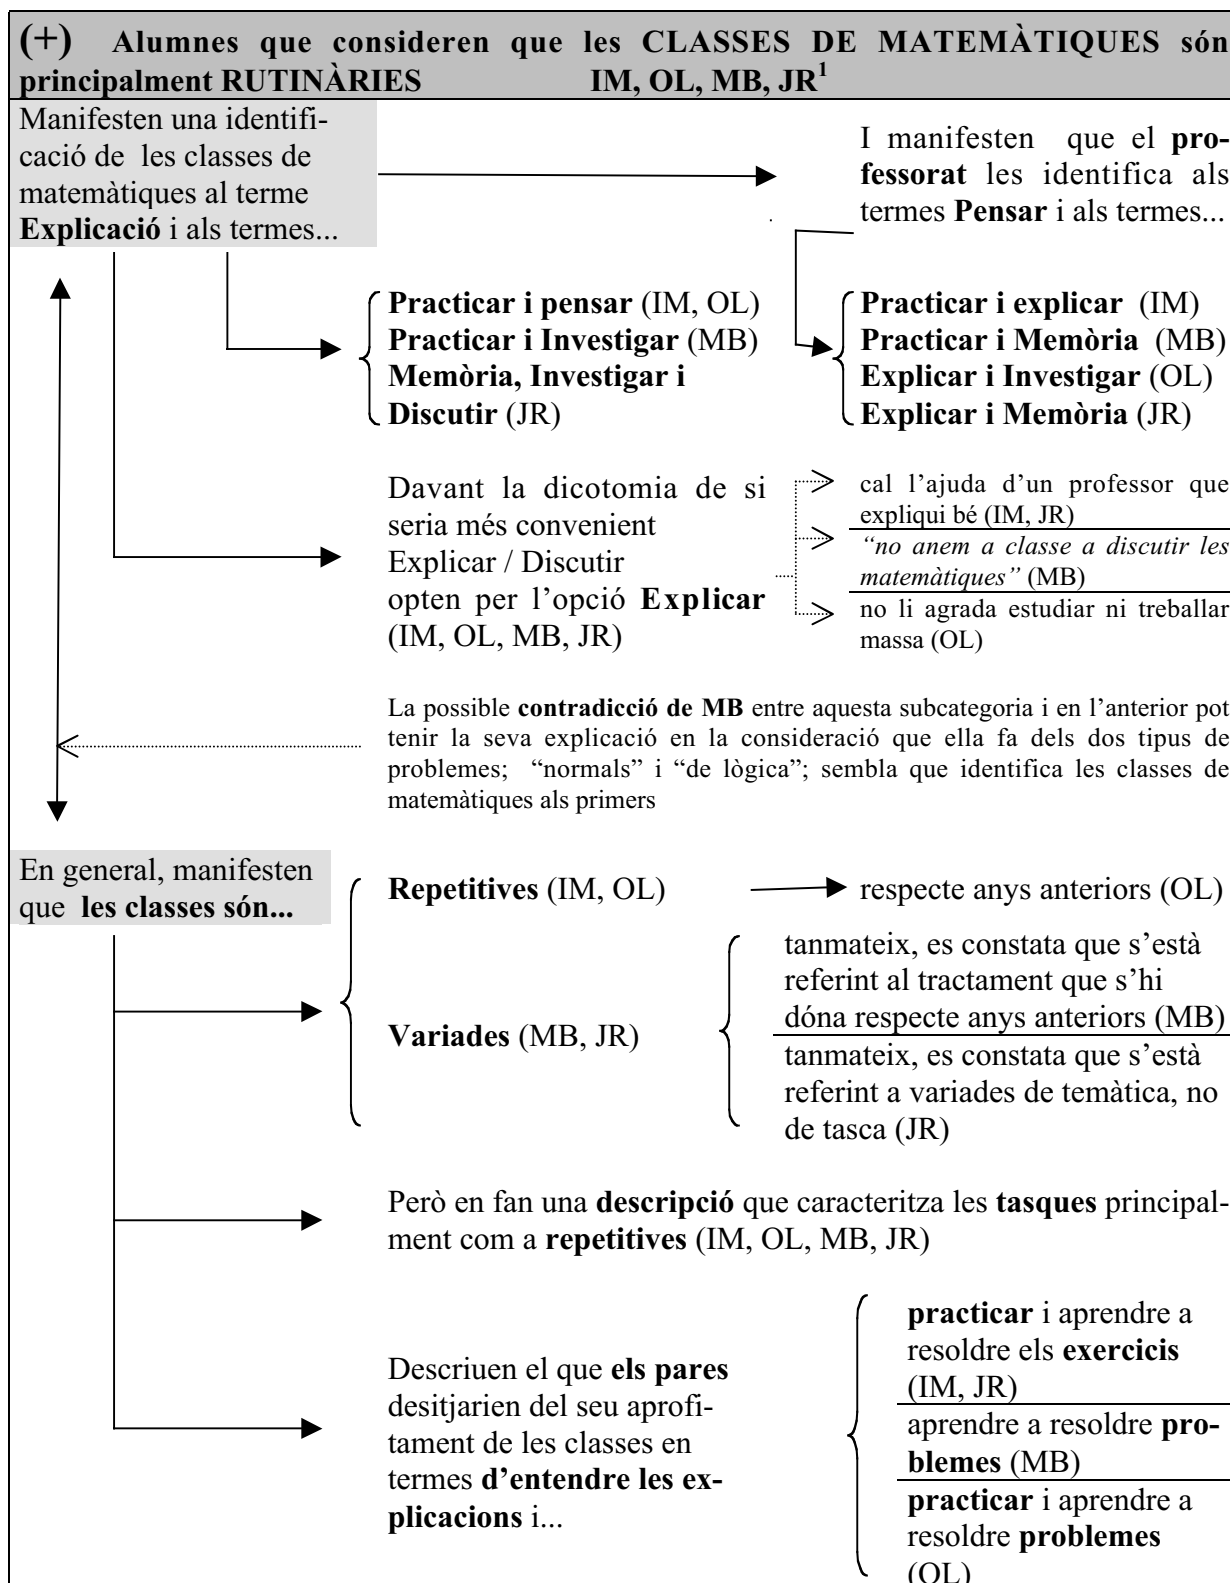 (+) Alumnes que consideren que les CLASSES DE MATEMÀTIQUES són
principalment RUTINÀRIES IM, OL, MB, JR1
Manifesten una identifi-
cació de les classes de
matemàtiques al terme
Explicació i als termes...
I manifesten que el pro-
fessorat les identifica als
termes Pensar i als termes...
Practicar i pensar (IM, OL)
Practicar i Investigar (MB)
Memòria, Investigar i
Discutir (JR)
Practicar i explicar (IM)
Practicar i Memòria (MB)
Explicar i Investigar (OL)
Explicar i Memòria (JR)
Davant la dicotomia de si
seria més convenient
Explicar / Discutir
opten per l’opció Explicar
(IM, OL, MB, JR)
cal l’ajuda d’un professor que
expliqui bé (IM, JR)
“no anem a classe a discutir les
matemàtiques” (MB)
no li agrada estudiar ni treballar
massa (OL)
La possible contradicció de MB entre aquesta subcategoria i en l’anterior pot
tenir la seva explicació en la consideració que ella fa dels dos tipus de
problemes; “normals” i “de lògica”; sembla que identifica les classes de
matemàtiques als primers
En general, manifesten
que les classes són...
Repetitives (IM, OL)
respecte anys anteriors (OL)
Variades (MB, JR)
tanmateix, es constata que s’està
referint al tractament que s’hi
dóna respecte anys anteriors (MB)
tanmateix, es constata que s’està
referint a variades de temàtica, no
de tasca (JR)
Però en fan una descripció que caracteritza les tasques principal-
ment com a repetitives (IM, OL, MB, JR)
Descriuen el que els pares
desitjarien del seu aprofi-
tament de les classes en
termes d’entendre les ex-
plicacions i...
practicar i aprendre a
resoldre els exercicis
(IM, JR)
aprendre a resoldre pro-
blemes (MB)
practicar i aprendre a
resoldre problemes
(OL)